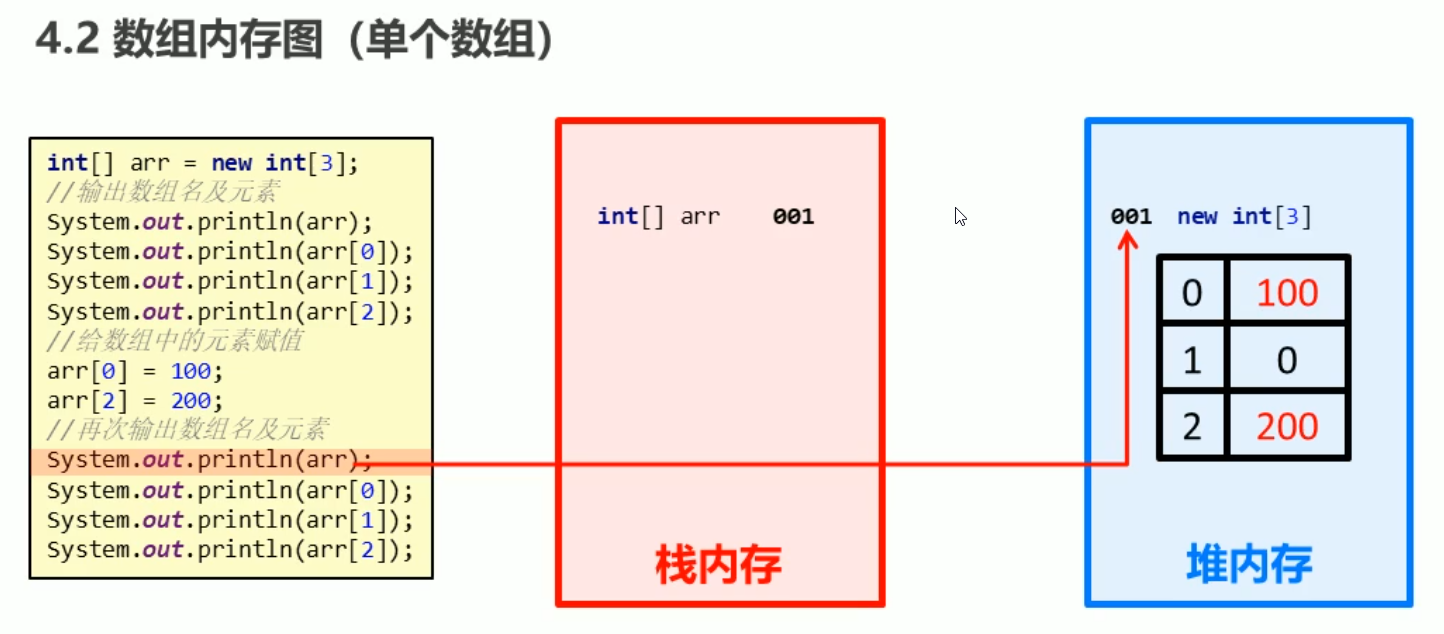 4.2 数组内存图（单个数组）
int[] arr = new int[3];
//输出数组名及元素
System.out.println(arr);
System.out.println(arr[0]);
System.out.println(arr[1]);
System.out.println(arr[2]);
//给数组中的元素赋值
arr[0] = 100;
arr[2] = 200;
//再次输出数组名及元素
System.out.println(arr);
System.out.println(arr[0]);
System.out.println(arr[1]);
System.out.println(arr[2]);
int[] arr 001
栈内存
001 new int[3]
0 100
1 0
2 200
堆内存